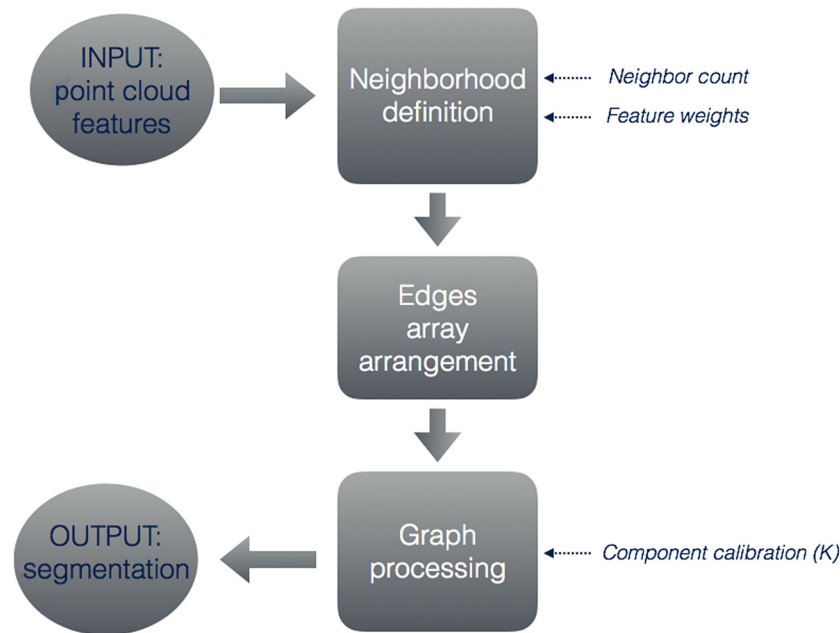 INPUT:
point cloud
features
Neighborhood
definition
Neighbor count
Feature weights
Edges
array
arrangement
Graph
processing
Component calibration (K)
OUTPUT:
segmentation